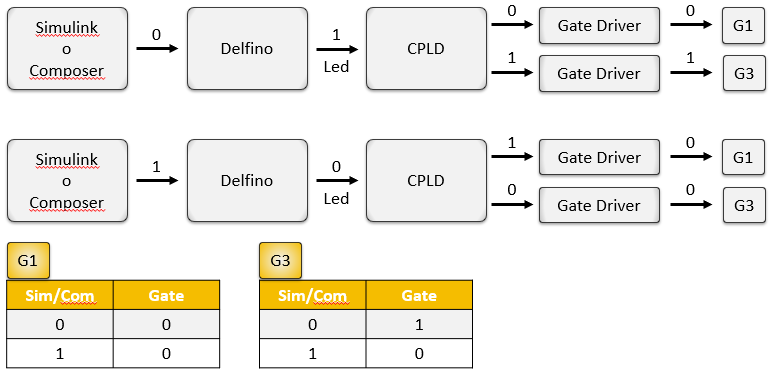 Simulink
o
Composer
0
Delfino
1
Led
CPLD
0
Gate Driver
0
G1
1
Gate Driver
1
G3
Simulink
o
Composer
1
Delfino
0
Led
CPLD
1
Gate Driver
0
G1
0
Gate Driver
0
G3
G1
Sim/Com Gate
0 0
1 0
G3
Sim/Com Gate
0 1
1 0